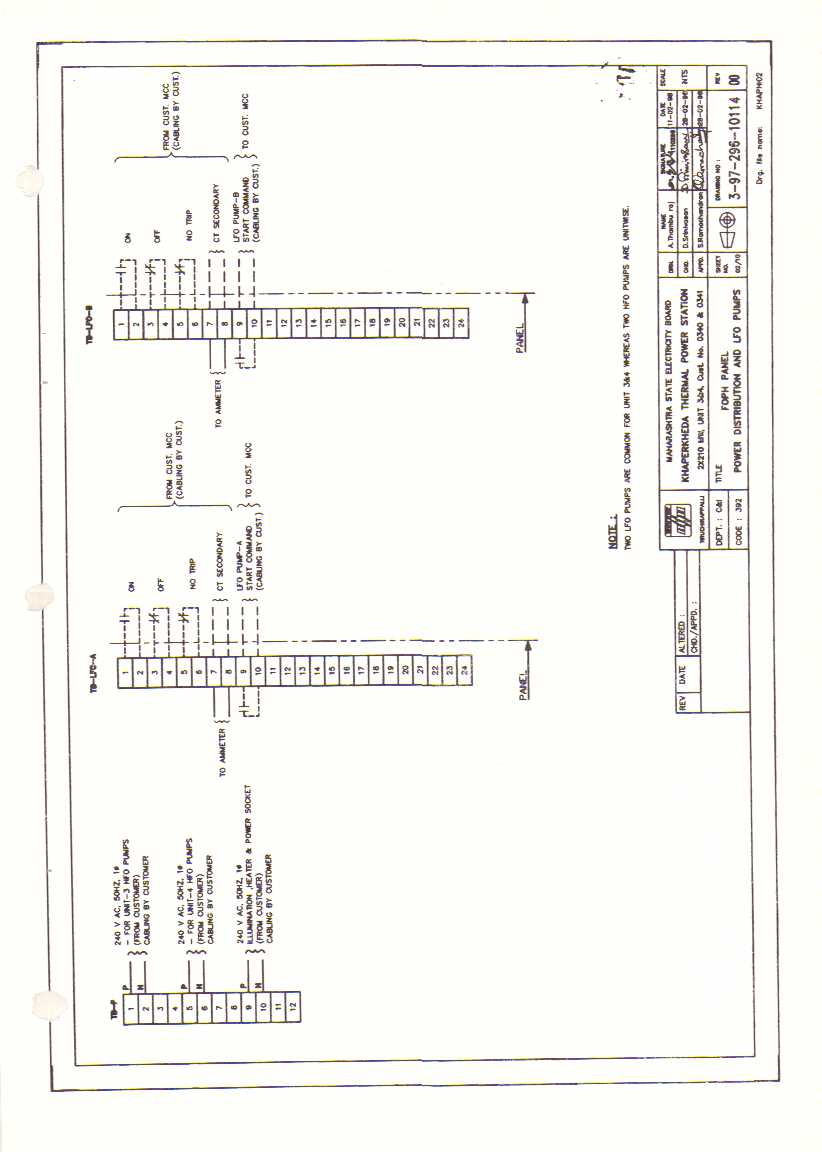 TB-P
1
2
3
4
5
6
7
8
9
10
11
12
P
N
P
N
P
N
240 V AC, 50HZ, 1ø
- FOR UNIT-3 HFO PUMPS
(FROM CUSTOMER)
CABLING BY CUSTOMER
240 V AC, 50HZ, 1ø
- FOR UNIT-4 HFO PUMPS
(FROM CUSTOMER)
CABLING BY CUSTOMER
240 V AC, 50HZ, 1ø
ILLUMINATION ,HEATER & POWER SOCKET
(FROM CUSTOMER)
CABLING BY CUSTOMER
TB-LFO-A
1
2
3
4
5
6
7
8
9
10
11
12
13
14
15
16
17
18
19
20
21
22
23
24
TO AMMETER
PANEL
ON
OFF
NO TRIP
CT SECONDARY
LFO PUMP-A
START COMMAND
(CABLING BY CUST.)
FROM CUST. MCC
(CABLING BY CUST.)
TO CUST. MCC
TB-LFO-B
1
2
3
4
5
6
7
8
9
10
11
12
13
14
15
16
17
18
19
20
21
22
23
24
TO AMMETER
PANEL
ON
OFF
NO TRIP
CT SECONDARY
LFO PUMP-B
START COMMAND
(CABLING BY CUST.)
FROM CUST. MCC
(CABLING BY CUST.)
TO CUST. MCC
NOTE :
TWO LFO PUMPS ARE COMMON FOR UNIT 3&4 WHEREAS TWO HFO PUMPS ARE UNITWISE.
REV DATE ALTERED :
CHD./APPD. :
TIRUCHIRAPPALLI
DEPT. : C&I
CODE : 392
MAHARASHTRA STATE ELECTRICITY BOARD
KHAPERKHEDA THERMAL POWER STATION
2X210 MW, UNIT 3&4, Cust. No. 0340 & 0341
TITLE
FOPH PANEL
POWER DISTRIBUTION AND LFO PUMPS
NAME SIGNATURE DATE SCALE
DRN. A.Thambu raj 11-02-98 NTS
CHD. D.Srinivasan 28-02-98
APPD. S.Ramachandran 28-02-98
SHEET NO. 02/10
DRAWING NO :
3-97-296-10114
REV
00
Drg. file name: KHAPHI02